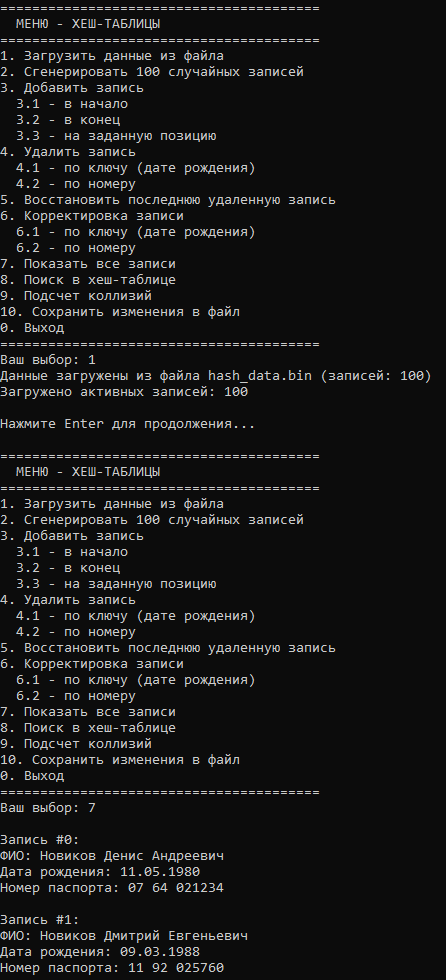 ========================================
  МЕНЮ - ХЕШ-ТАБЛИЦЫ
========================================
1. Загрузить данные из файла
2. Сгенерировать 100 случайных записей
3. Добавить запись
  3.1 - в начало
  3.2 - в конец
  3.3 - на заданную позицию
4. Удалить запись
  4.1 - по ключу (дате рождения)
  4.2 - по номеру
5. Восстановить последнюю удаленную запись
6. Корректировка записи
  6.1 - по ключу (дате рождения)
  6.2 - по номеру
7. Показать все записи
8. Поиск в хеш-таблице
9. Подсчет коллизий
10. Сохранить изменения в файл
0. Выход
========================================
Ваш выбор: 1
Данные загружены из файла hash_data.bin (записей: 100)
Загружено активных записей: 100

Нажмите Enter для продолжения...

========================================
  МЕНЮ - ХЕШ-ТАБЛИЦЫ
========================================
1. Загрузить данные из файла
2. Сгенерировать 100 случайных записей
3. Добавить запись
  3.1 - в начало
  3.2 - в конец
  3.3 - на заданную позицию
4. Удалить запись
  4.1 - по ключу (дате рождения)
  4.2 - по номеру
5. Восстановить последнюю удаленную запись
6. Корректировка записи
  6.1 - по ключу (дате рождения)
  6.2 - по номеру
7. Показать все записи
8. Поиск в хеш-таблице
9. Подсчет коллизий
10. Сохранить изменения в файл
0. Выход
========================================
Ваш выбор: 7

Запись #0:
ФИО: Новиков Денис Андреевич
Дата рождения: 11.05.1980
Номер паспорта: 07 64 021234

Запись #1:
ФИО: Новиков Дмитрий Евгеньевич
Дата рождения: 09.03.1988
Номер паспорта: 11 92 025760